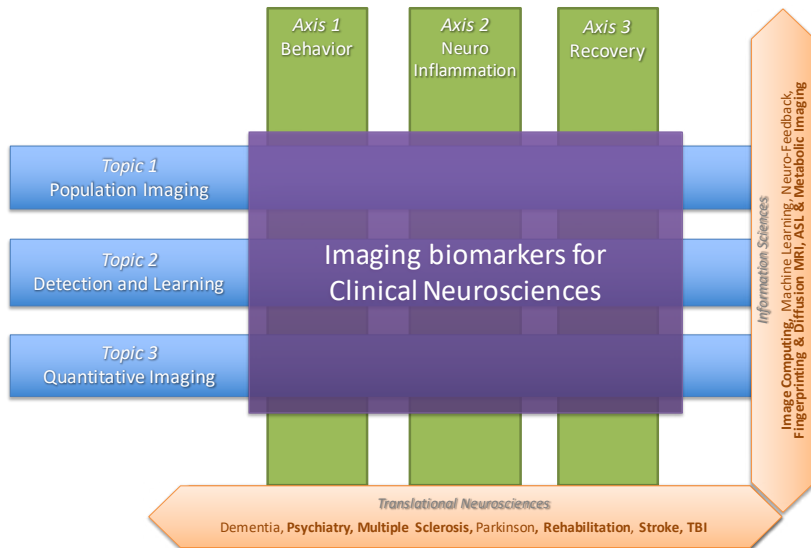 Axis 1
Behavior
Axis 2
Neuro
Inflammation
Axis 3
Recovery
Topic 1
Population Imaging
Topic 2
Detection and Learning
Topic 3
Quantitative Imaging
Imaging biomarkers for
Clinical Neurosciences
Information Sciences
Image Computing, Machine Learning, Neuro-Feedback,
Fingerprinting & Diffusion MRI, ASL & Metabolic Imaging
Translational Neurosciences
Dementia, Psychiatry, Multiple Sclerosis, Parkinson, Rehabilitation, Stroke, TBI